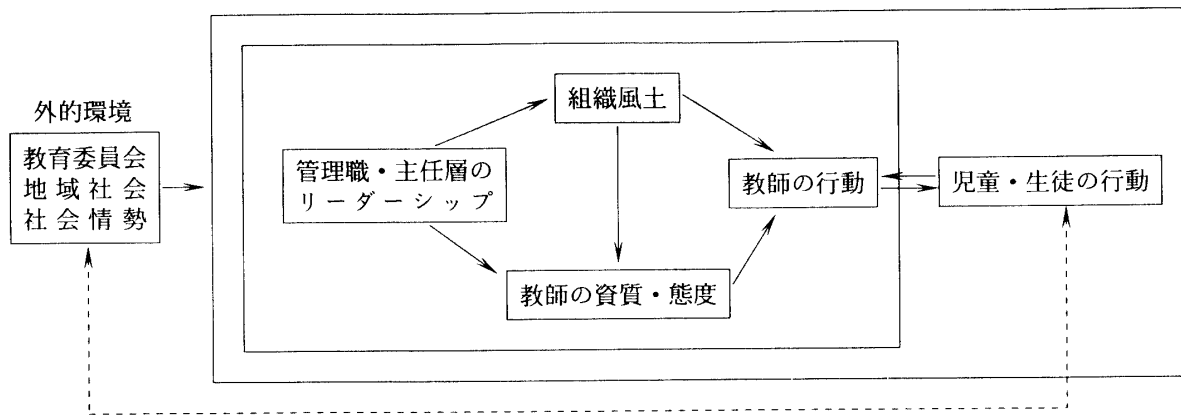 外的環境
教育委員会
地域社会
社会情勢
管理職・主任層の
リーダーシップ
組織風土
教師の資質・態度
教師の行動
児童・生徒の行動